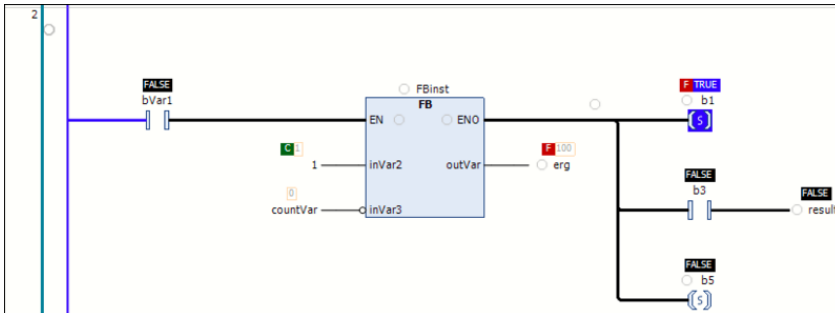 2
FALSE
bVar1
FBinst
FB
EN
ENO
F TRUE
b1
S
C 1
1
inVar2
outVar
F 100
erg
0
countVar
inVar3
FALSE
b3
FALSE
result
FALSE
b5
S